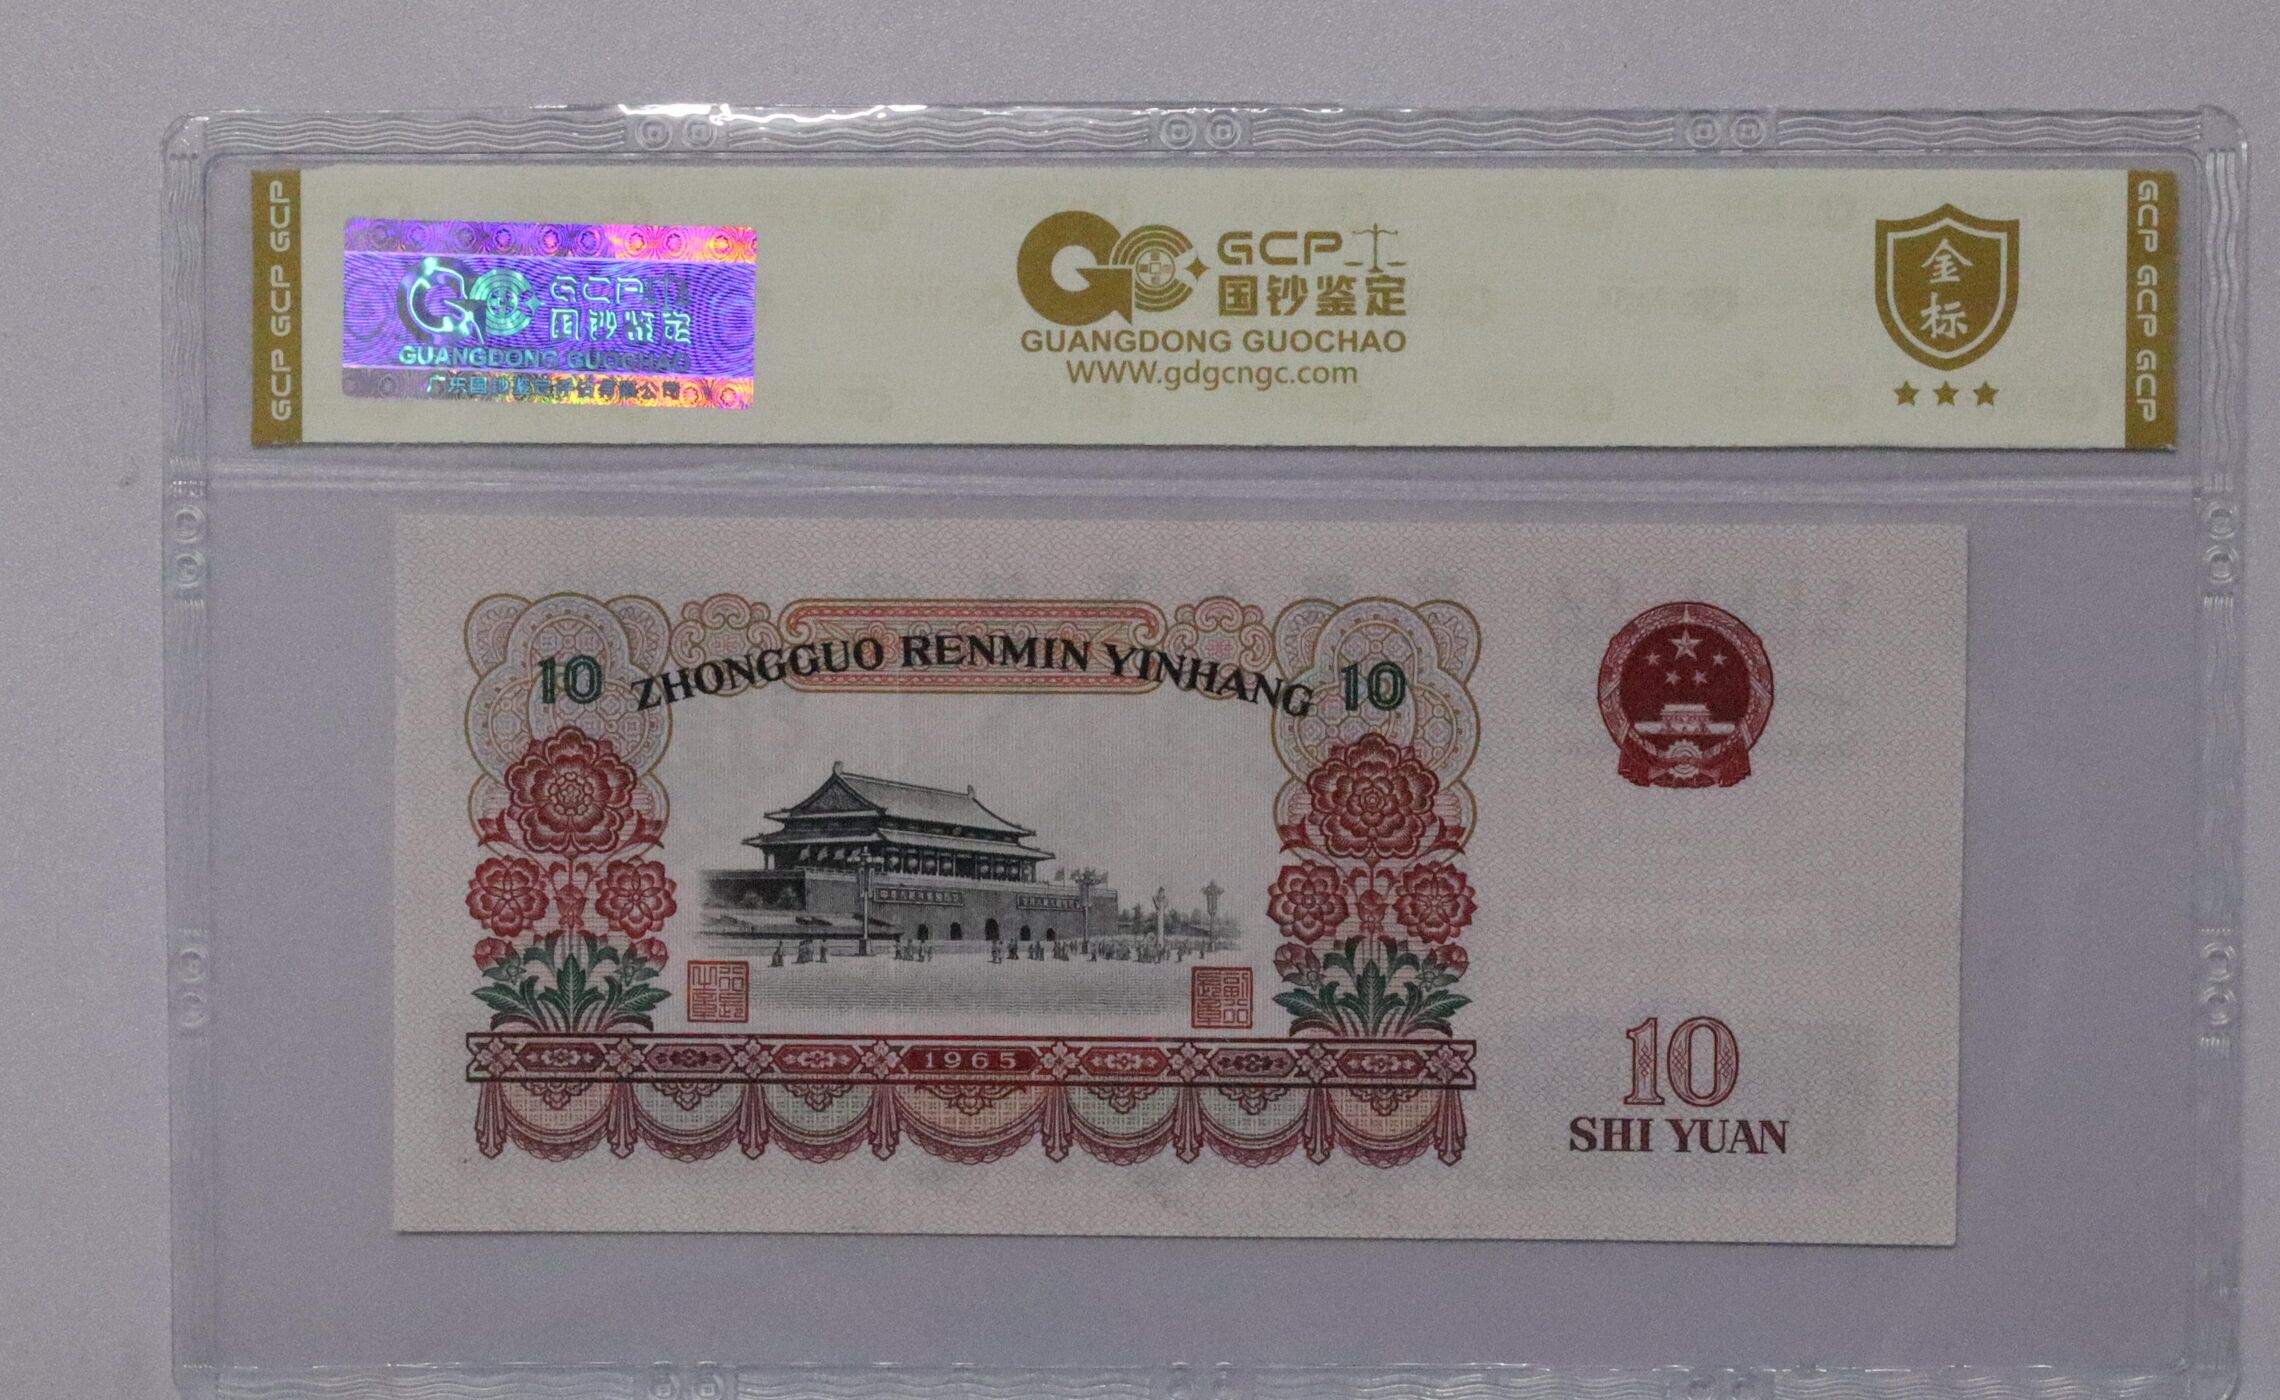 GCP GCP GCP
GCP
国钞鉴定
GUANGDONG GUOCHAO
GCP
国钞鉴定
GUANGDONG GUOCHAO
www.gdgcngc.com
金
标
GCP GCP GCP
10 ZHONGGUO RENMIN YINHANG 10
1965
10
SHI YUAN